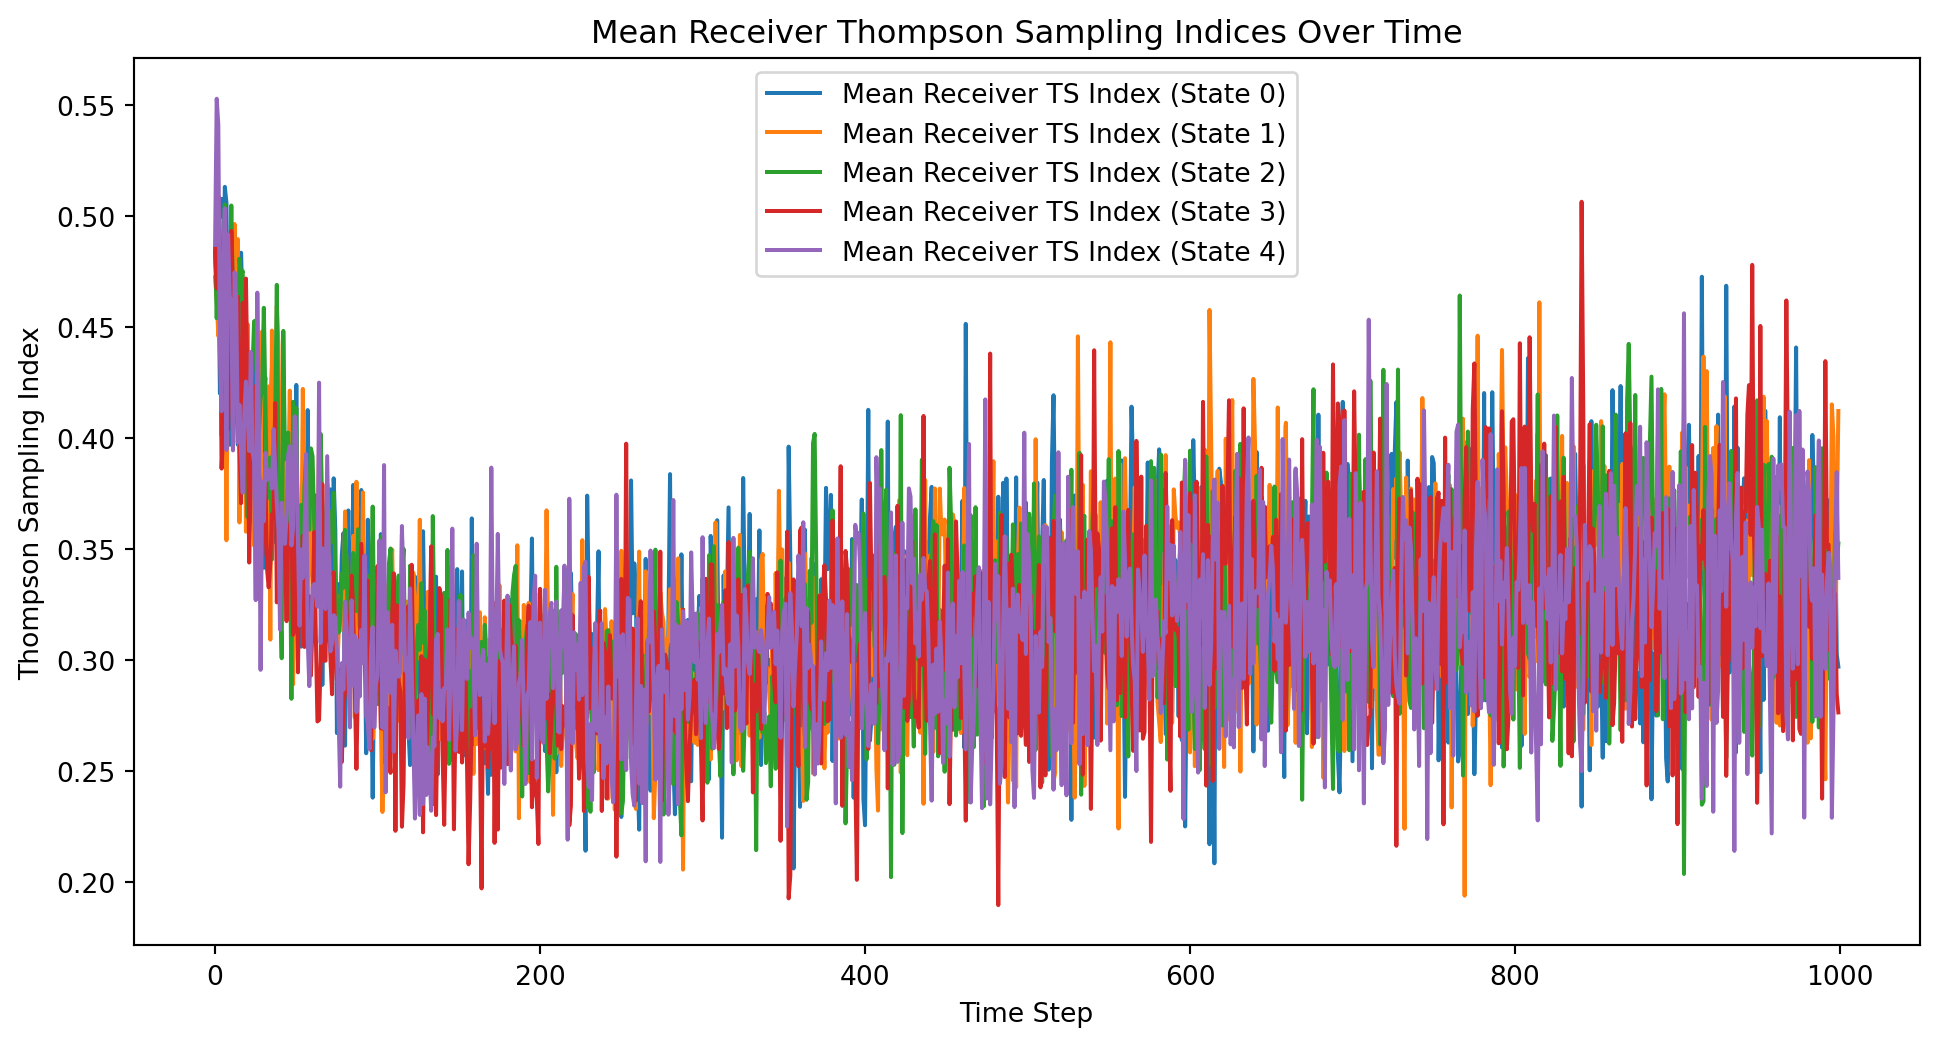 Mean Receiver Thompson Sampling Indices Over Time
Mean Receiver TS Index (State 0)
Mean Receiver TS Index (State 1)
Mean Receiver TS Index (State 2)
Mean Receiver TS Index (State 3)
Mean Receiver TS Index (State 4)
Thompson Sampling Index
0.55
0.50
0.45
0.40
0.35
0.30
0.25
0.20
0 200 400 600 800 1000
Time Step